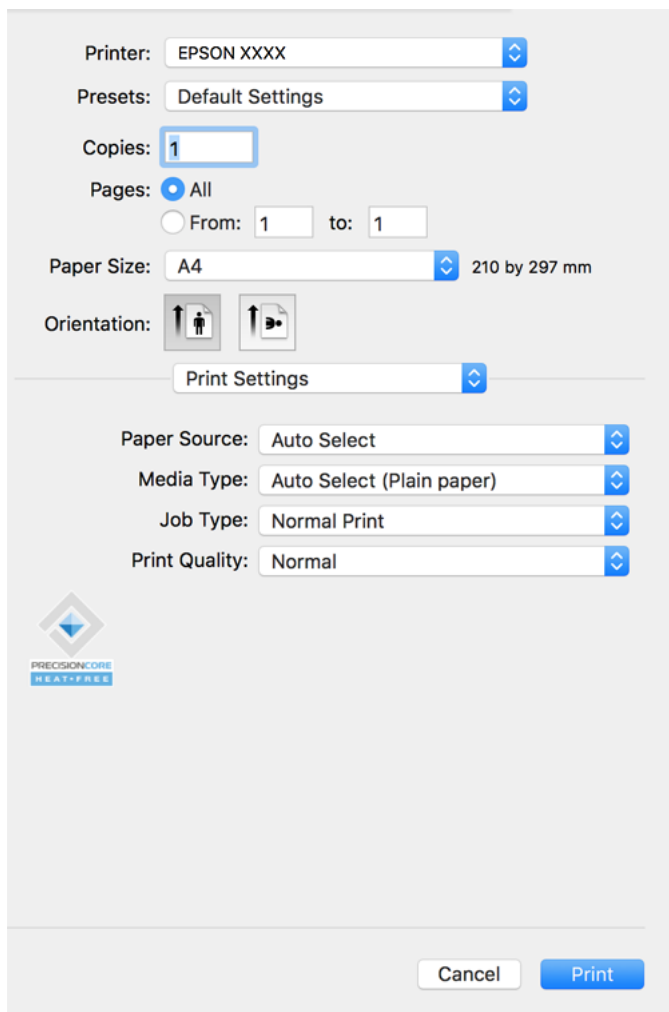 Printer: EPSON XXXX
Presets: Default Settings
Copies: 1
Pages: All
From: 1 to: 1
Paper Size: A4 210 by 297 mm
Orientation:
Print Settings
Paper Source: Auto Select
Media Type: Auto Select (Plain paper)
Job Type: Normal Print
Print Quality: Normal
PRECISIONCORE
HEAT•FREE
Cancel Print